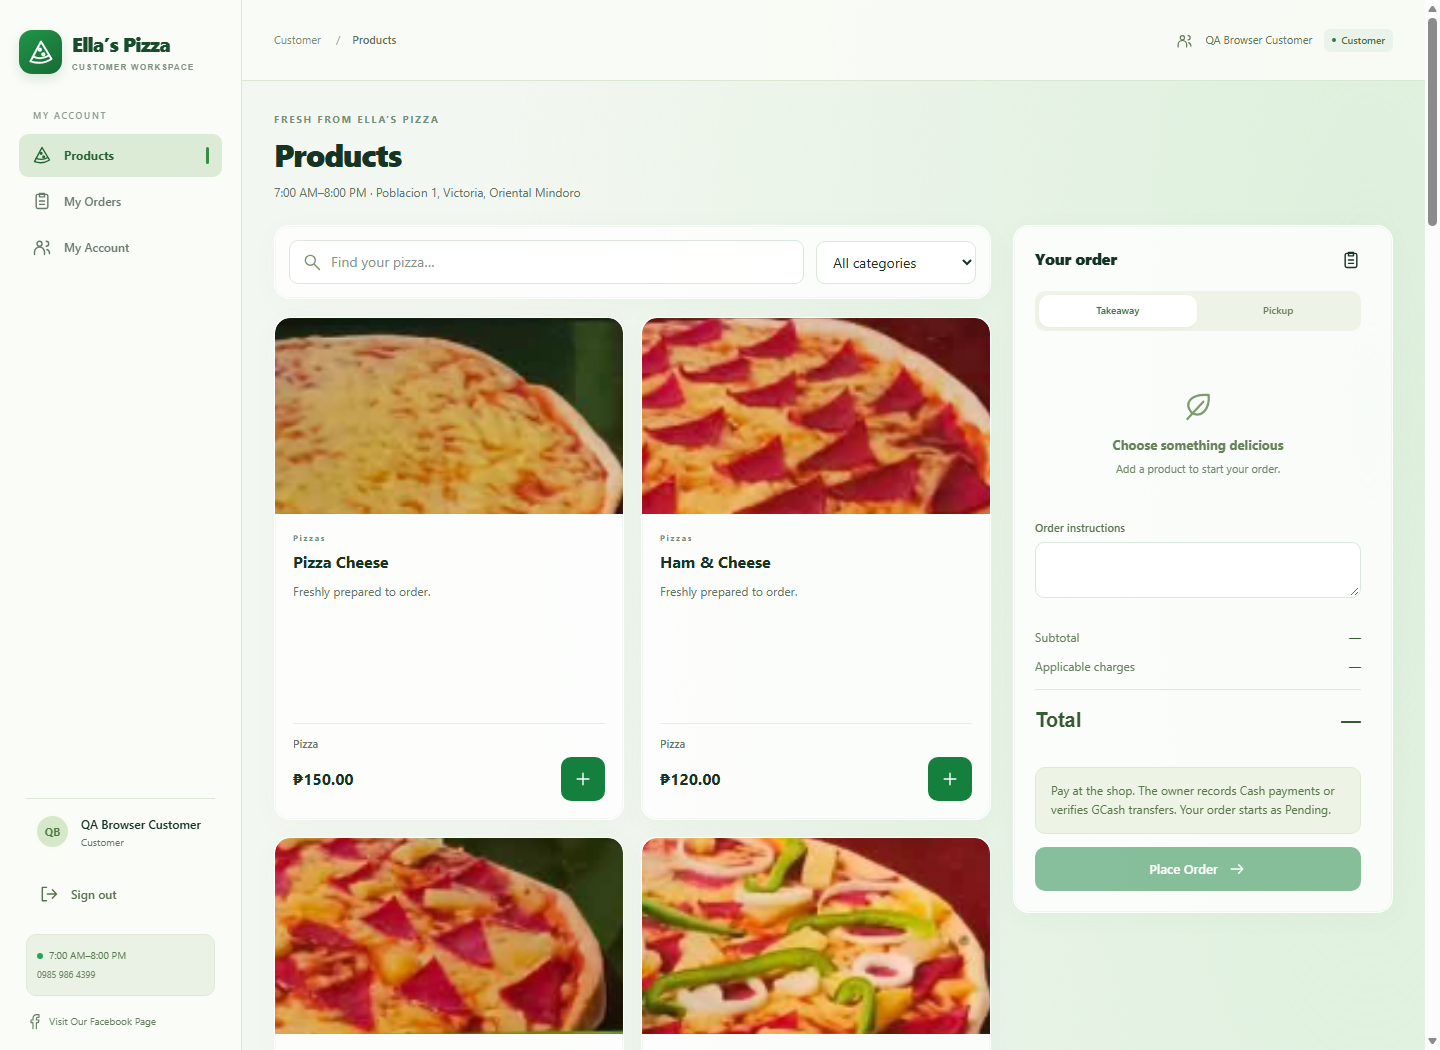 Ella's Pizza
CUSTOMER WORKSPACE
MY ACCOUNT
Products
My Orders
My Account
QB
QA Browser Customer
Customer
Sign out
7:00 AM–8:00 PM
0985 986 4399
Visit Our Facebook Page
Customer / Products
QA Browser Customer
Customer
FRESH FROM ELLA'S PIZZA
Products
7:00 AM–8:00 PM · Poblacion 1, Victoria, Oriental Mindoro
Find your pizza...
All categories
Pizzas
Pizza Cheese
Freshly prepared to order.
Pizza
₱150.00
Pizzas
Ham & Cheese
Freshly prepared to order.
Pizza
₱120.00
Your order
Takeaway
Pickup
Choose something delicious
Add a product to start your order.
Order instructions
Subtotal —
Applicable charges —
Total —
Pay at the shop. The owner records Cash payments or
verifies GCash transfers. Your order starts as Pending.
Place Order →